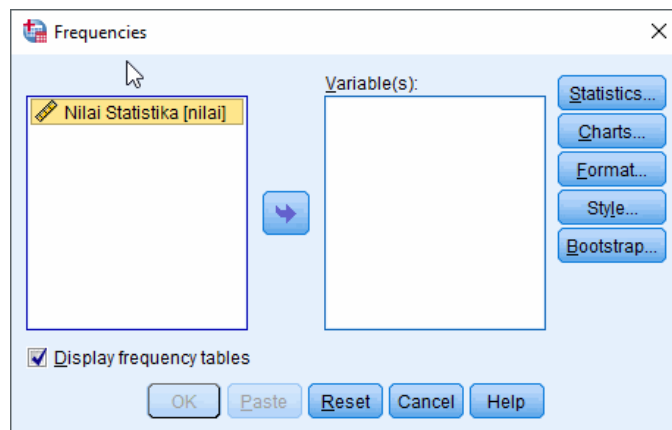 Frequencies
Variable(s):
Nilai Statistika [nilai]
Statistics...
Charts...
Format...
Style...
Bootstrap...
Display frequency tables
OK Paste Reset Cancel Help